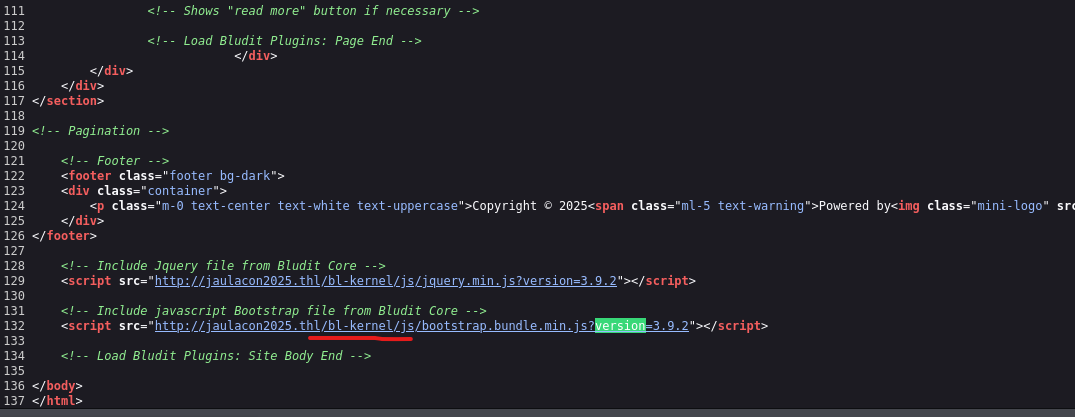 111 <!-- Shows "read more" button if necessary -->
112
113 <!-- Load Bludit Plugins: Page End -->
114 </div>
115 </div>
116 </div>
117 </section>
118
119 <!-- Pagination -->
120
121 <!-- Footer -->
122 <footer class="footer bg-dark">
123 <div class="container">
124 <p class="m-0 text-center text-white text-uppercase">Copyright © 2025<span class="ml-5 text-warning">Powered by<img class="mini-logo" src
125 </div>
126 </footer>
127
128 <!-- Include Jquery file from Bludit Core -->
129 <script src="http://jaulacon2025.thl/bl-kernel/js/jquery.min.js?version=3.9.2"></script>
130
131 <!-- Include javascript Bootstrap file from Bludit Core -->
132 <script src="http://jaulacon2025.thl/bl-kernel/js/bootstrap.bundle.min.js?version=3.9.2"></script>
133
134 <!-- Load Bludit Plugins: Site Body End -->
135
136 </body>
137 </html>